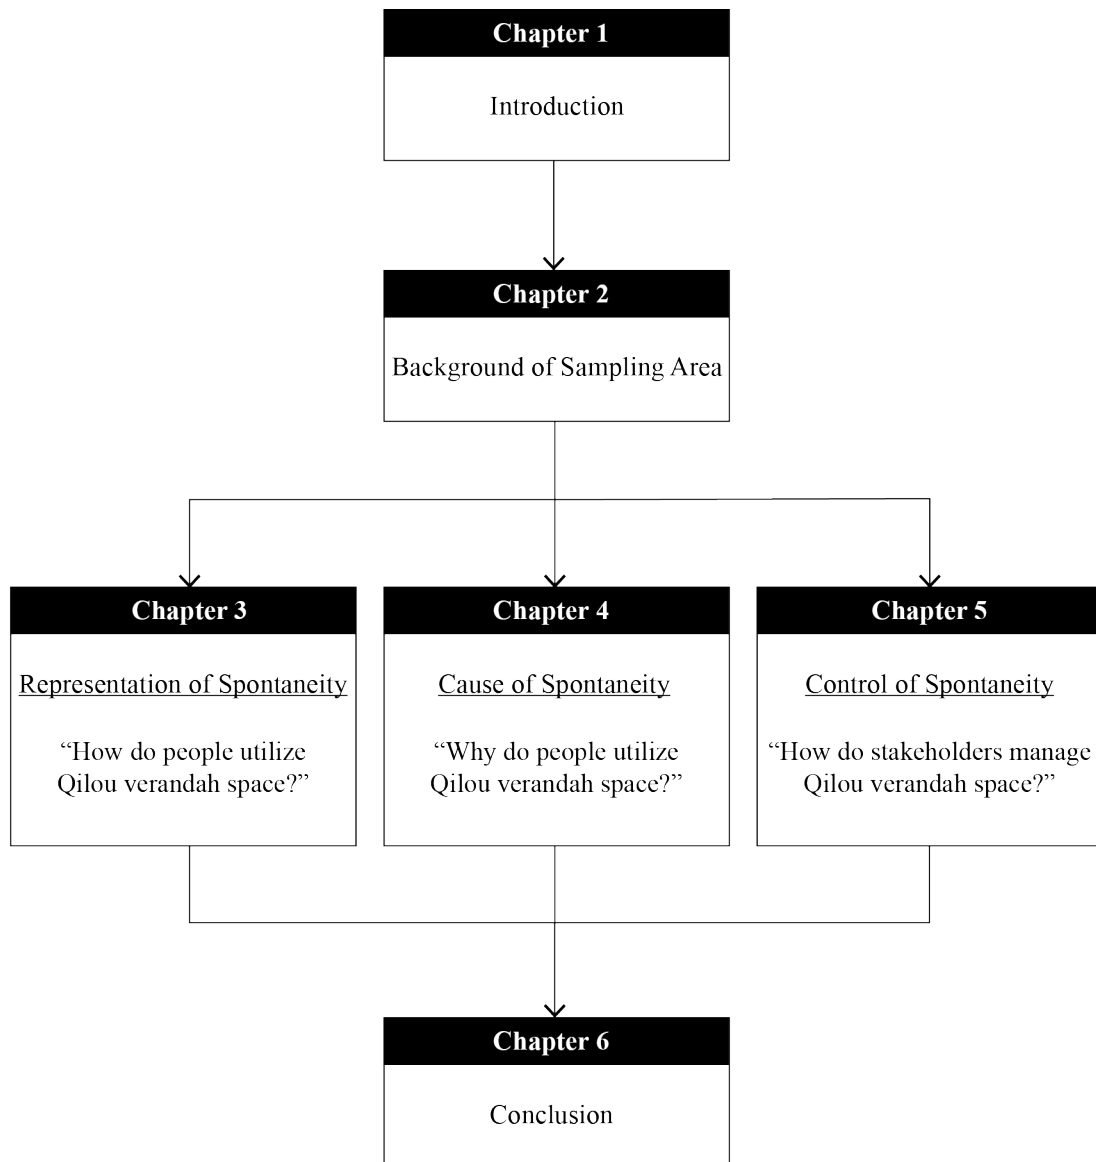 Chapter 1
Introduction
Chapter 2
Background of Sampling Area
Chapter 3
Representation of Spontaneity
“How do people utilize
Qilou verandah space?”
Chapter 4
Cause of Spontaneity
“Why do people utilize
Qilou verandah space?”
Chapter 5
Control of Spontaneity
“How do stakeholders manage
Qilou verandah space?”
Chapter 6
Conclusion